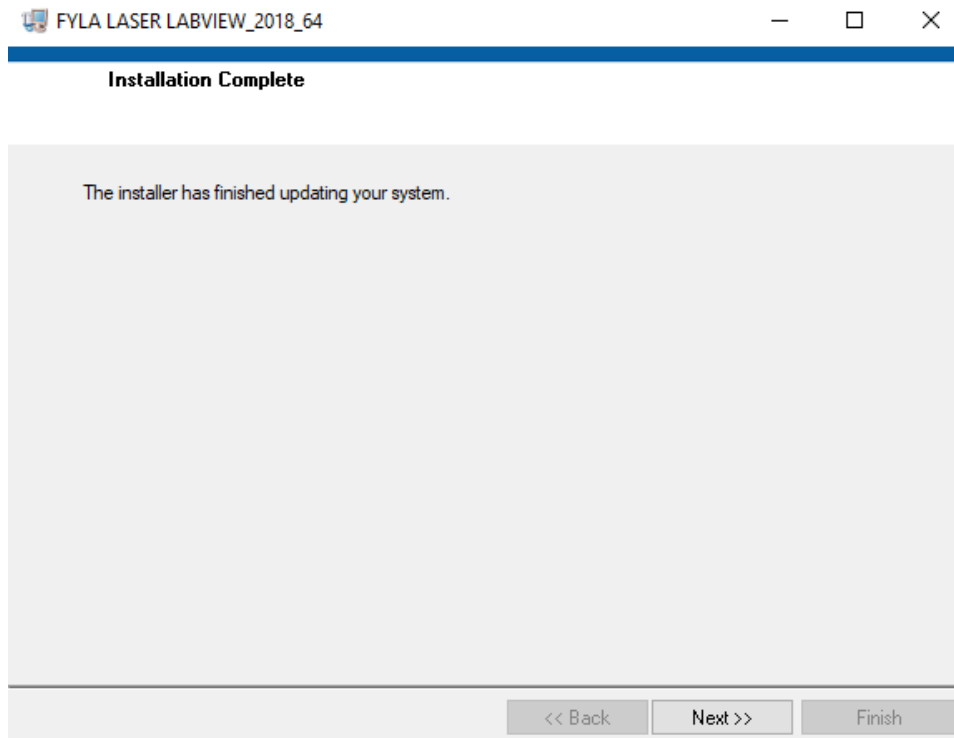 FYLA LASER LABVIEW_2018_64
Installation Complete
The installer has finished updating your system.
<< Back
Next >>
Finish